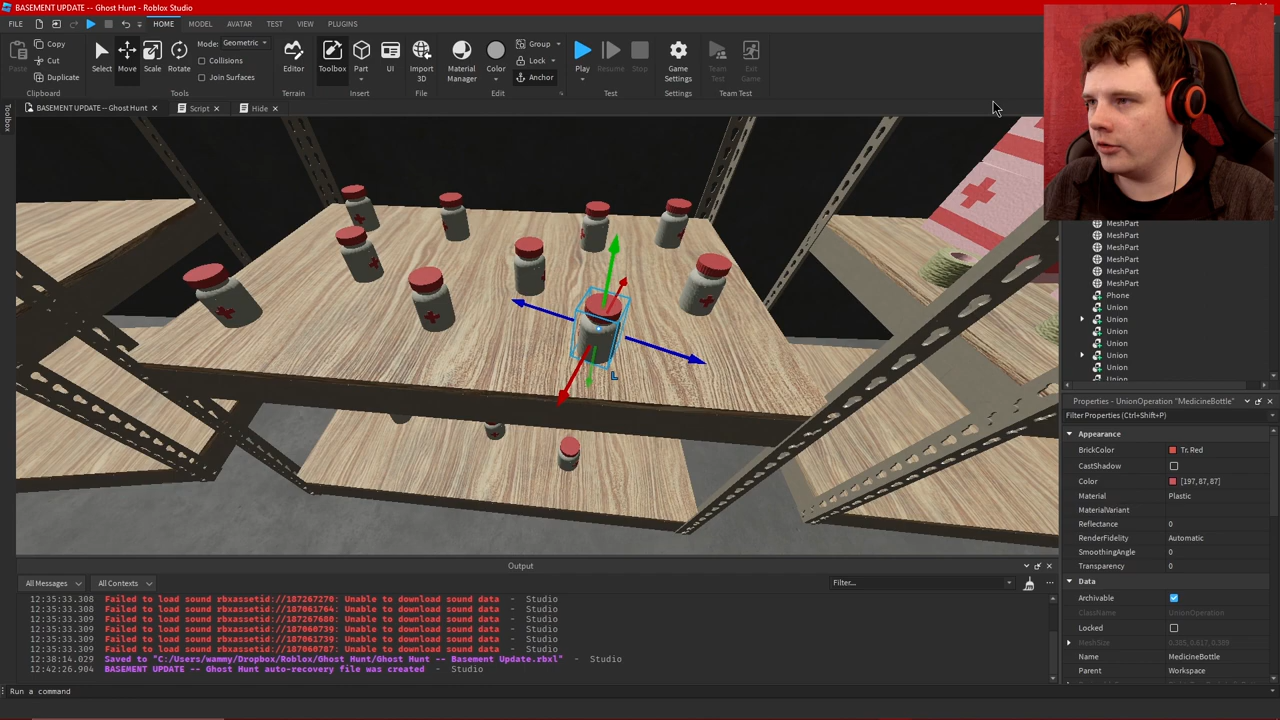 BASEMENT UPDATE -- Ghost Hunt - Roblox Studio
FILE HOME MODEL AVATAR TEST VIEW PLUGINS
Paste Copy Cut Duplicate Clipboard
Select Move Scale Rotate Mode: Geometric Collisions Join Surfaces Tools
Editor Terrain
Toolbox Part UI Insert
Import 3D File
Material Manager Color Group Lock Anchor Edit
Play Resume Stop Test
Game Settings Settings
Team Test Exit Game Team Test
BASEMENT UPDATE -- Ghost Hunt Script Hide
Toolbox
MeshPart
MeshPart
MeshPart
MeshPart
MeshPart
MeshPart
Phone
Union
Union
Union
Union
Union
Union
Union
Properties - UnionOperation "MedicineBottle"
Filter Properties (Ctrl+Shift+P)
Appearance
BrickColor Tr. Red
CastShadow
Color [197,87,87]
Material Plastic
MaterialVariant
Reflectance 0
RenderFidelity Automatic
SmoothingAngle 0
Transparency 0
Data
Archivable
ClassName UnionOperation
Locked
MeshSize 0.385, 0.617, 0.309
Name MedicineBottle
Parent Workspace
L
Output
All Messages All Contexts Filter...
12:35:33.308 Failed to load sound rbxassetid://187267270: Unable to download sound data - Studio
12:35:33.308 Failed to load sound rbxassetid://187061764: Unable to download sound data - Studio
12:35:33.309 Failed to load sound rbxassetid://187267680: Unable to download sound data - Studio
12:35:33.309 Failed to load sound rbxassetid://187060739: Unable to download sound data - Studio
12:35:33.309 Failed to load sound rbxassetid://187061739: Unable to download sound data - Studio
12:35:33.309 Failed to load sound rbxassetid://187060787: Unable to download sound data - Studio
12:38:14.029 Saved to "C:/Users/wammy/Dropbox/Roblox/Ghost Hunt/Ghost Hunt -- Basement Update.rbxl" - Studio
12:42:26.904 BASEMENT UPDATE -- Ghost Hunt auto-recovery file was created - Studio
Run a command